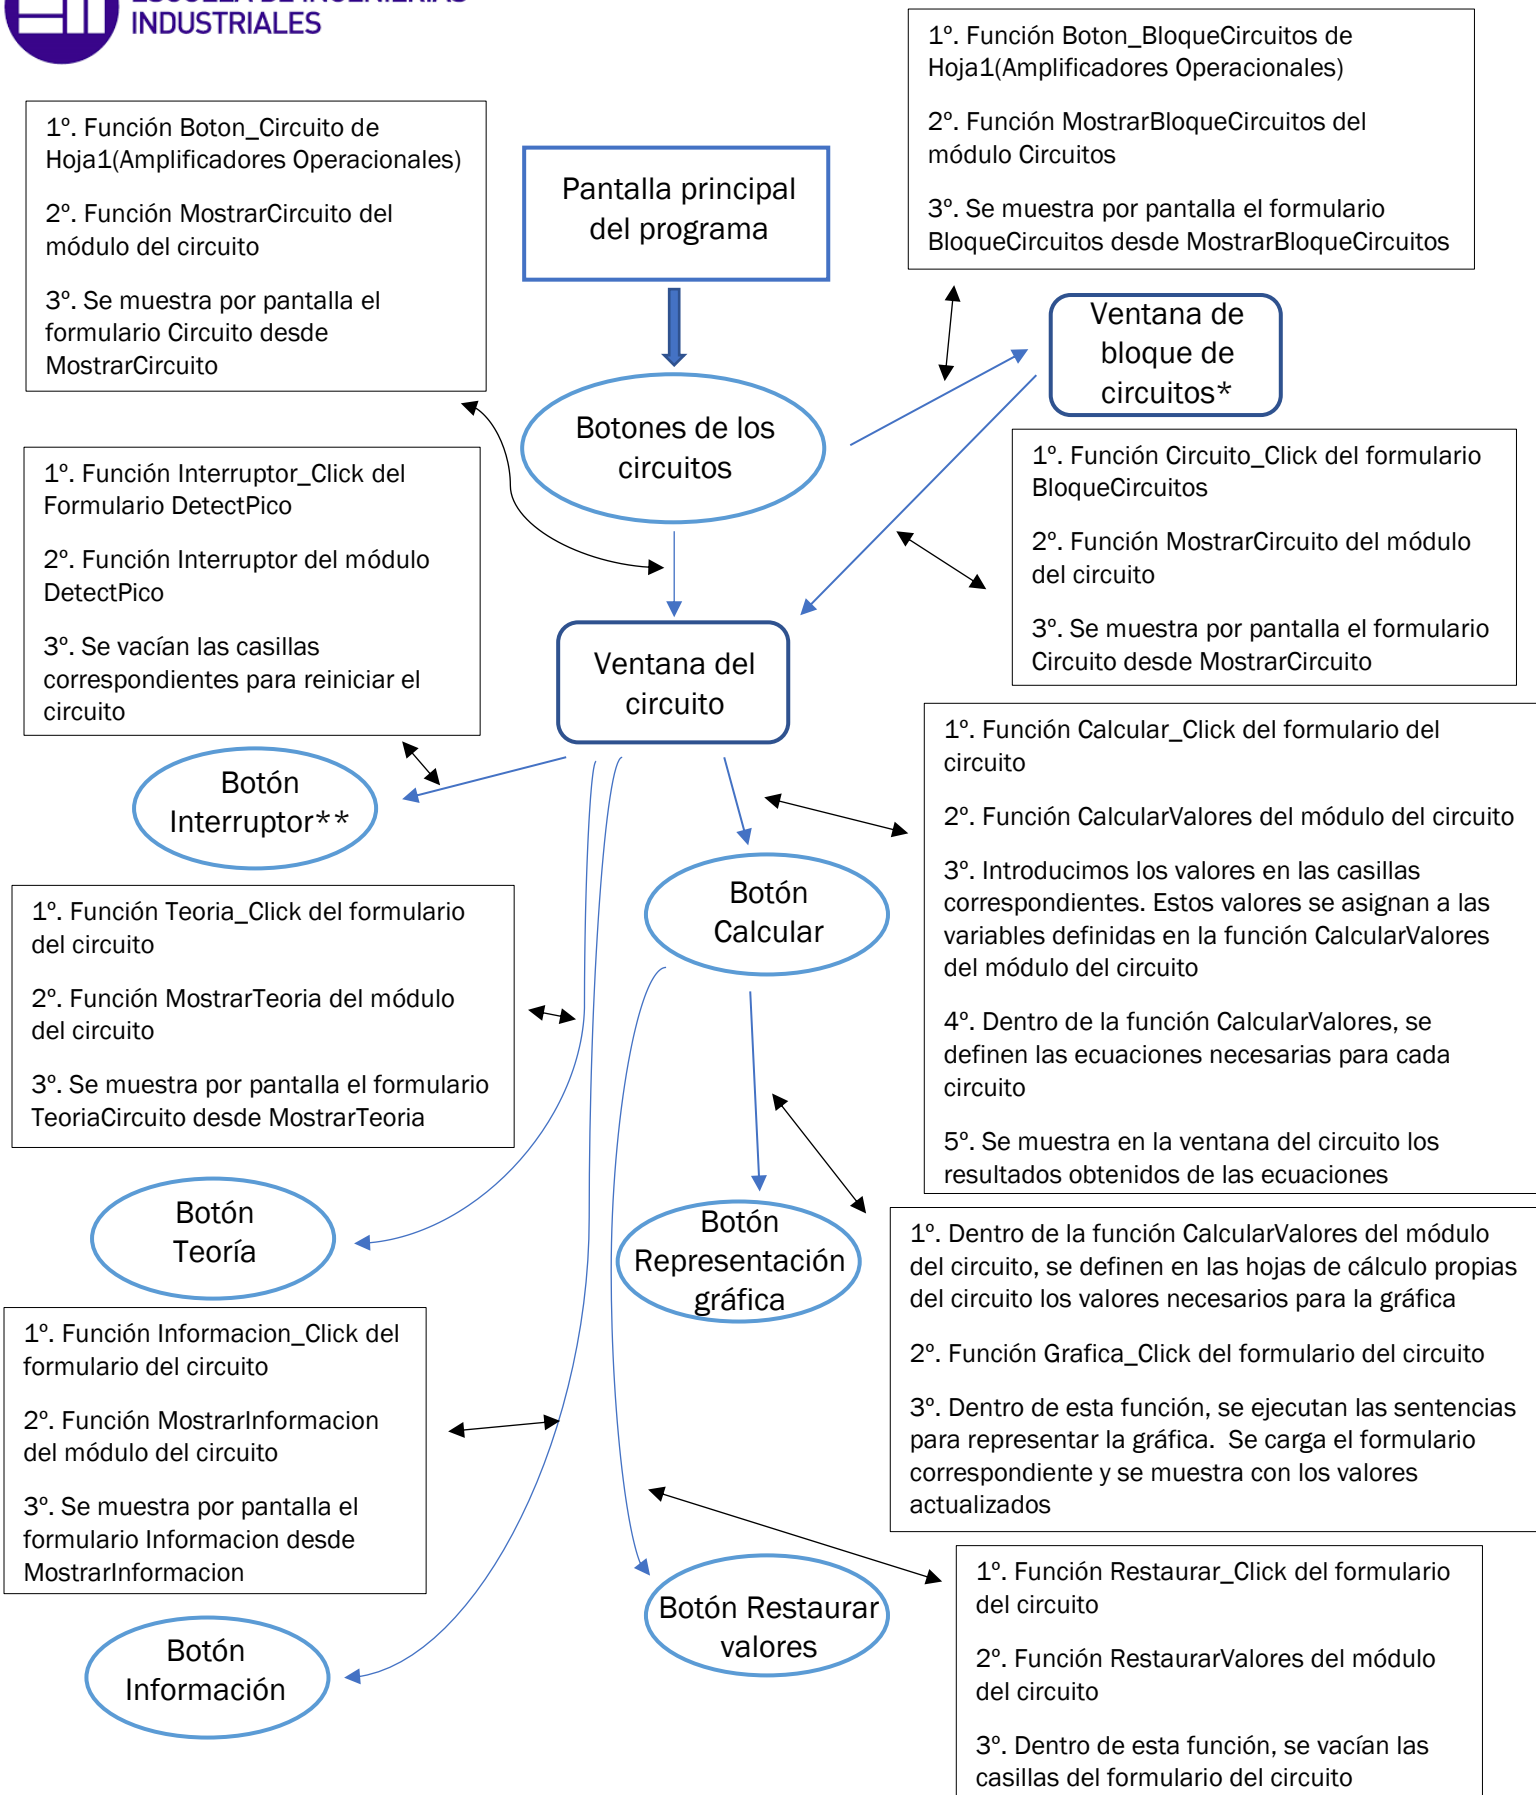 ESCUELA DE INGENIERÍAS
INDUSTRIALES
1º. Función Boton_BloqueCircuitos de
Hoja1(Amplificadores Operacionales)
2º. Función MostrarBloqueCircuitos del
módulo Circuitos
3º. Se muestra por pantalla el formulario
BloqueCircuitos desde MostrarBloqueCircuitos
1º. Función Boton_Circuito de
Hoja1(Amplificadores Operacionales)
2º. Función MostrarCircuito del
módulo del circuito
3º. Se muestra por pantalla el
formulario Circuito desde
MostrarCircuito
Pantalla principal
del programa
Ventana de
bloque de
circuitos*
Botones de los
circuitos
1º. Función Circuito_Click del formulario
BloqueCircuitos
2º. Función MostrarCircuito del módulo
del circuito
3º. Se muestra por pantalla el formulario
Circuito desde MostrarCircuito
1º. Función Interruptor_Click del
Formulario DetectPico
2º. Función Interruptor del módulo
DetectPico
3º. Se vacían las casillas
correspondientes para reiniciar el
circuito
Ventana del
circuito
Botón
Interruptor**
1º. Función Calcular_Click del formulario del
circuito
2º. Función CalcularValores del módulo del circuito
3º. Introducimos los valores en las casillas
correspondientes. Estos valores se asignan a las
variables definidas en la función CalcularValores
del módulo del circuito
4º. Dentro de la función CalcularValores, se
definen las ecuaciones necesarias para cada
circuito
5º. Se muestra en la ventana del circuito los
resultados obtenidos de las ecuaciones
Botón
Calcular
1º. Función Teoria_Click del formulario
del circuito
2º. Función MostrarTeoria del módulo
del circuito
3º. Se muestra por pantalla el formulario
TeoriaCircuito desde MostrarTeoria
Botón
Teoría
Botón
Representación
gráfica
1º. Dentro de la función CalcularValores del módulo
del circuito, se definen en las hojas de cálculo propias
del circuito los valores necesarios para la gráfica
2º. Función Grafica_Click del formulario del circuito
3º. Dentro de esta función, se ejecutan las sentencias
para representar la gráfica. Se carga el formulario
correspondiente y se muestra con los valores
actualizados
1º. Función Informacion_Click del
formulario del circuito
2º. Función MostrarInformacion
del módulo del circuito
3º. Se muestra por pantalla el
formulario Informacion desde
MostrarInformacion
Botón Restaurar
valores
Botón
Información
1º. Función Restaurar_Click del formulario
del circuito
2º. Función RestaurarValores del módulo
del circuito
3º. Dentro de esta función, se vacían las
casillas del formulario del circuito